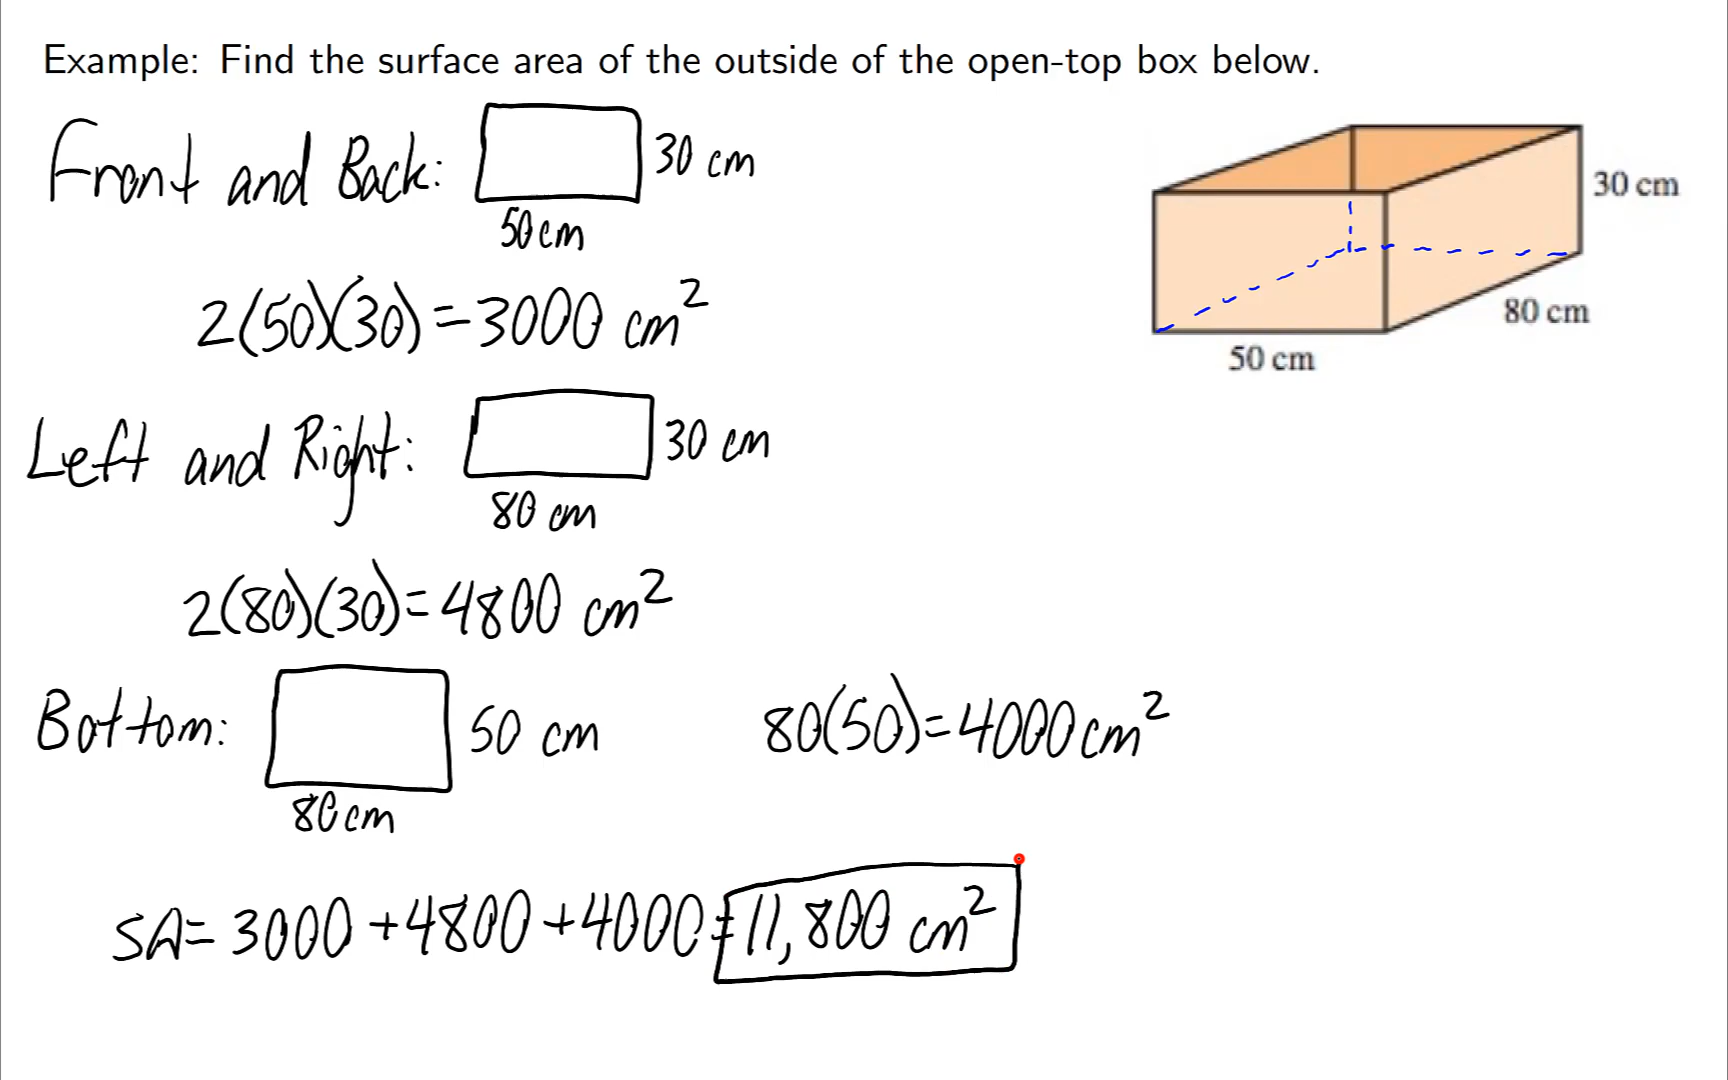 Example: Find the surface area of the outside of the open-top box below.
Front and Back:
30 cm
50 cm
2(50)(30)=3000 cm²
Left and Right:
30 cm
80 cm
2(80)(30)=4800 cm²
Bottom:
50 cm
80 cm
80(50)=4000 cm²
SA=3000+4800+4000=11,800 cm²
30 cm
80 cm
50 cm